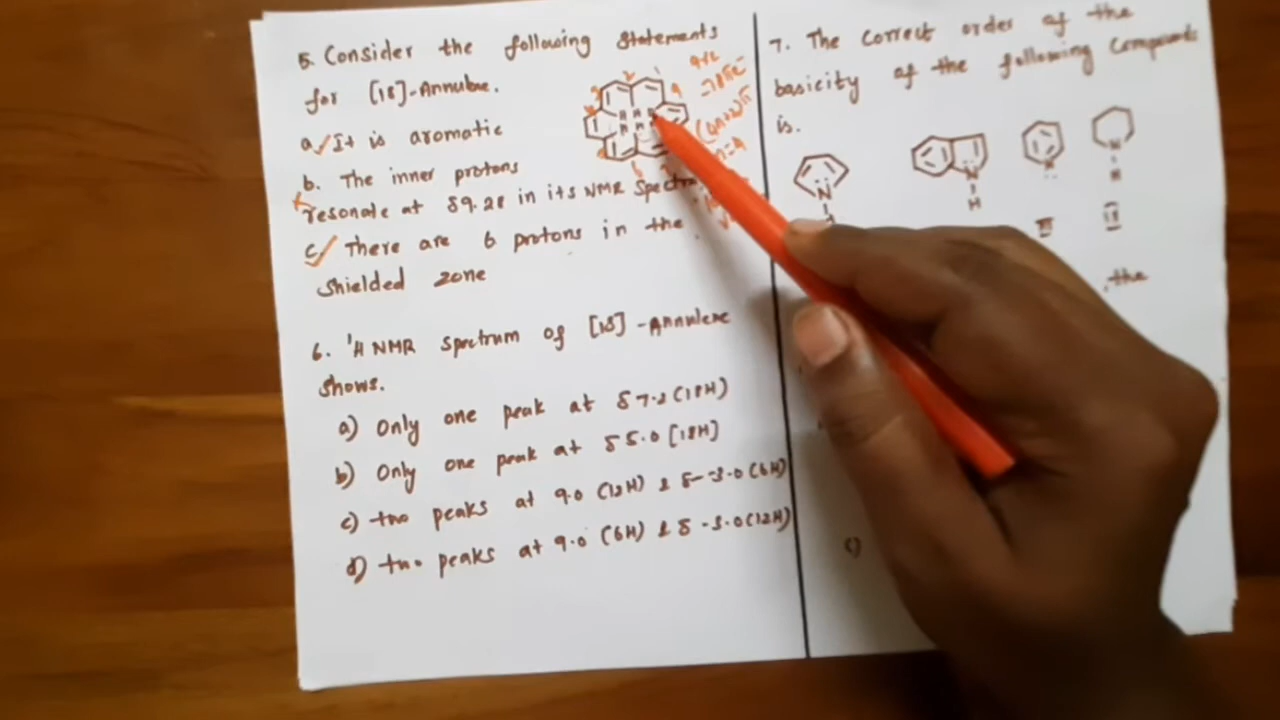 5. Consider the following Statements
for [18]-Annulene.
a. It is aromatic
b. The inner protons
resonate at δ9.28 in its NMR Spectra
c. There are 6 protons in the
shielded zone
6. 'H NMR spectrum of [18] -Annulene
shows.
a) Only one peak at δ7.2 (18H)
b) Only one peak at δ5.0 [18H]
c) two peaks at 9.0 (12H) & δ-3.0 (6H)
d) two peaks at 9.0 (6H) & δ-3.0 (12H)
7. The Correct order of the
basicity of the following Compounds
is.
N
H
N
H
N
N
H
III
the
c)